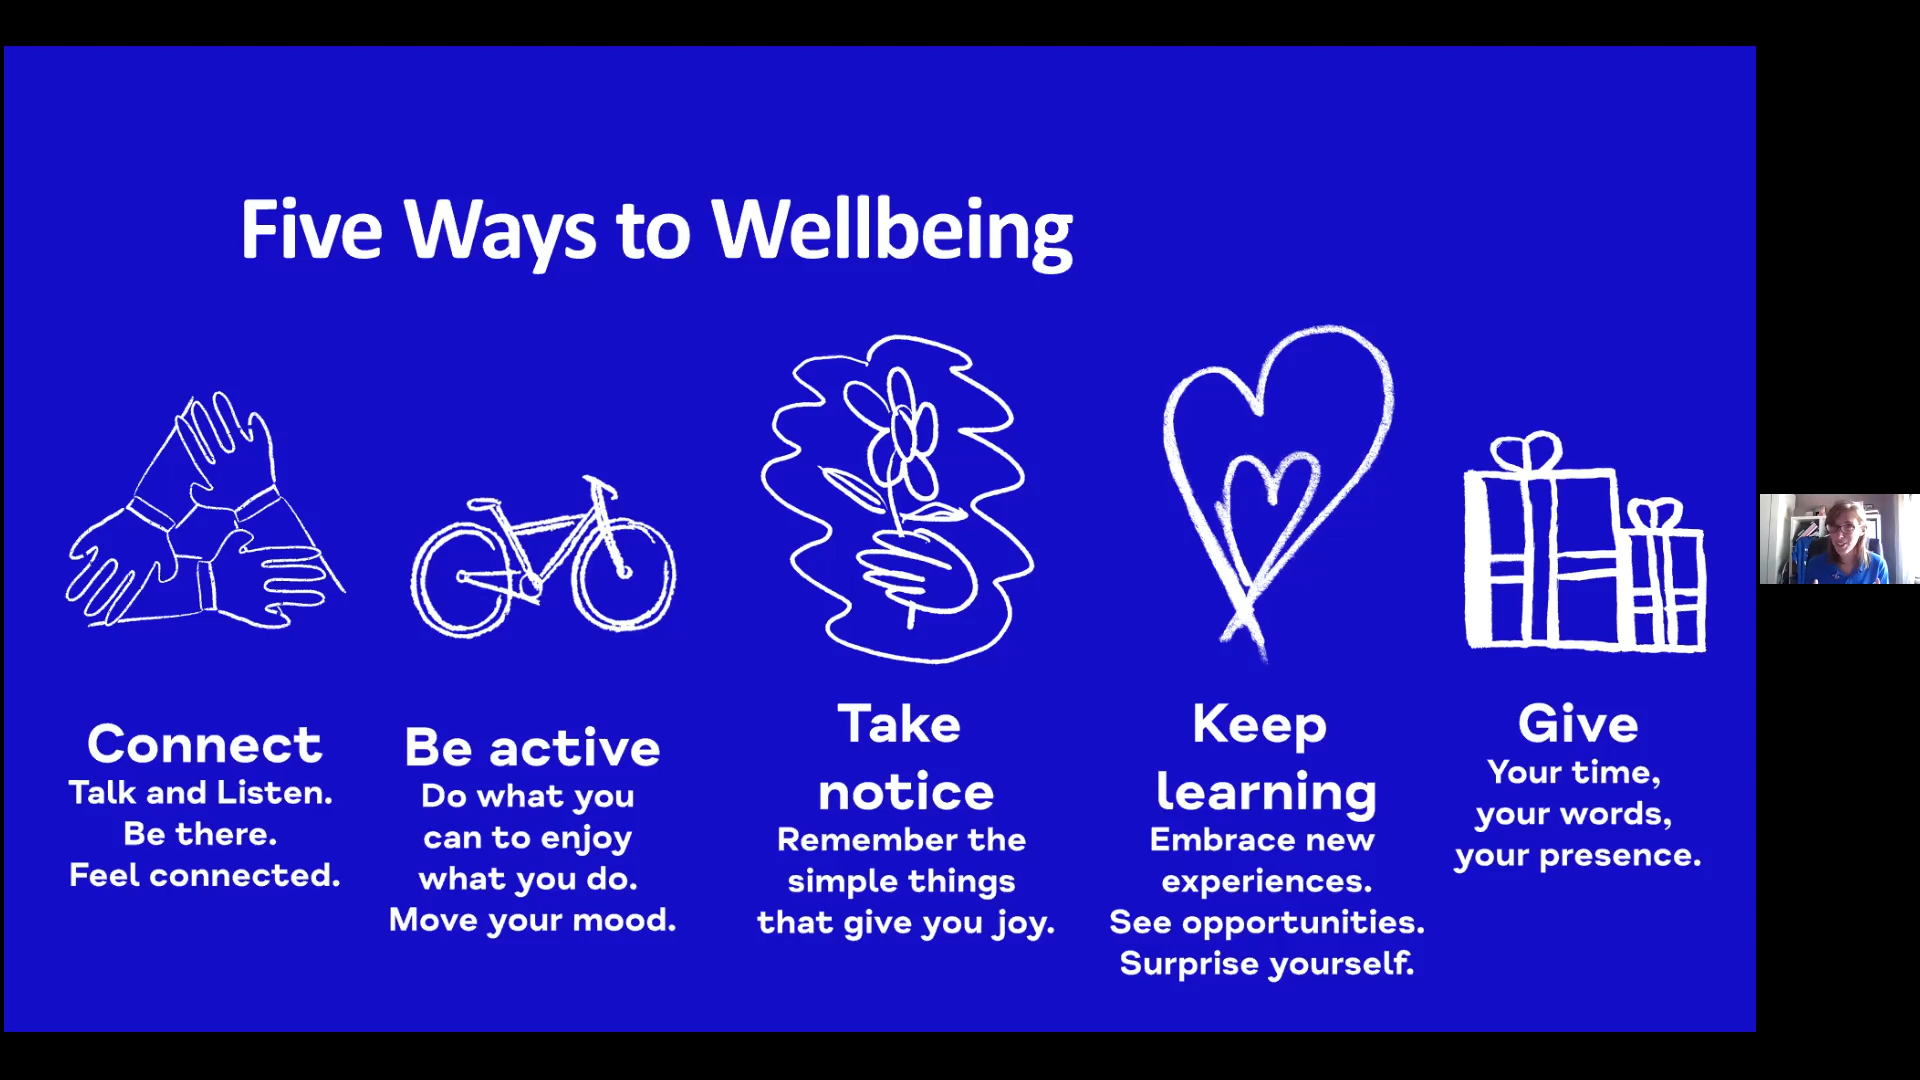 Five Ways to Wellbeing
Connect
Talk and Listen.
Be there.
Feel connected.
Be active
Do what you
can to enjoy
what you do.
Move your mood.
Take
notice
Remember the
simple things
that give you joy.
Keep
learning
Embrace new
experiences.
See opportunities.
Surprise yourself.
Give
Your time,
your words,
your presence.